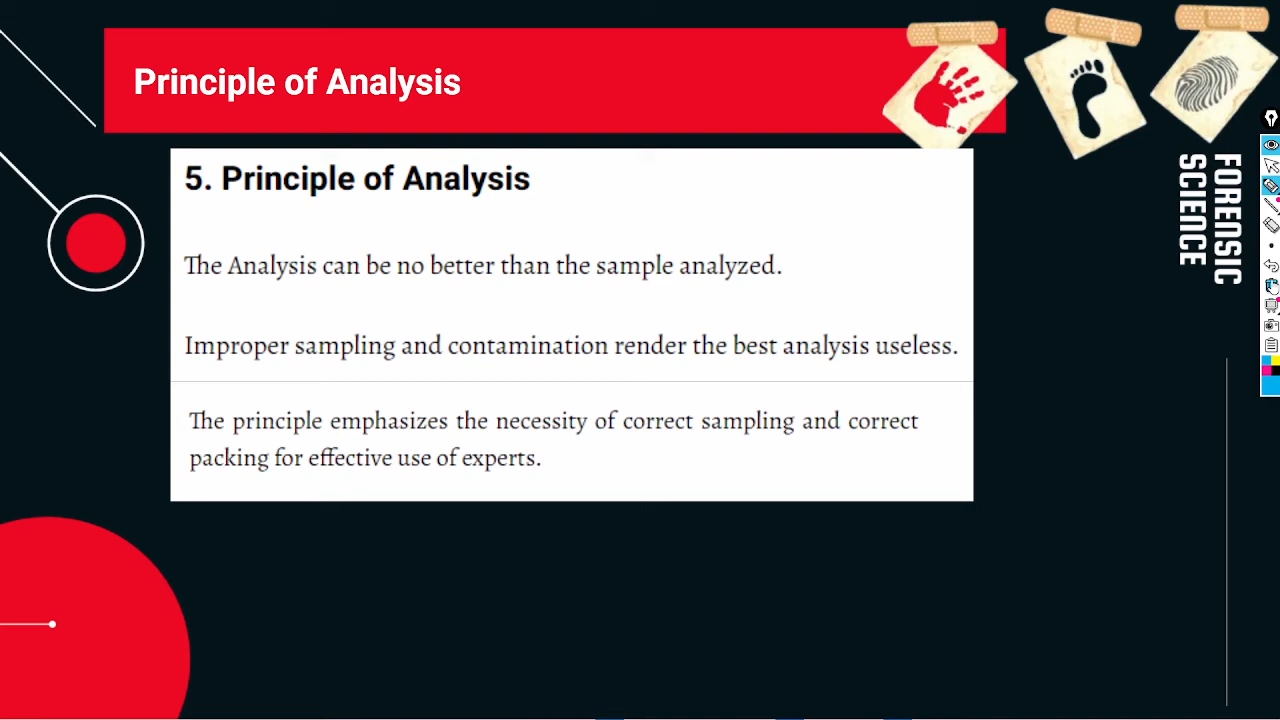 Principle of Analysis
5. Principle of Analysis
The Analysis can be no better than the sample analyzed.
Improper sampling and contamination render the best analysis useless.
The principle emphasizes the necessity of correct sampling and correct
packing for effective use of experts.
FORENSIC
SCIENCE